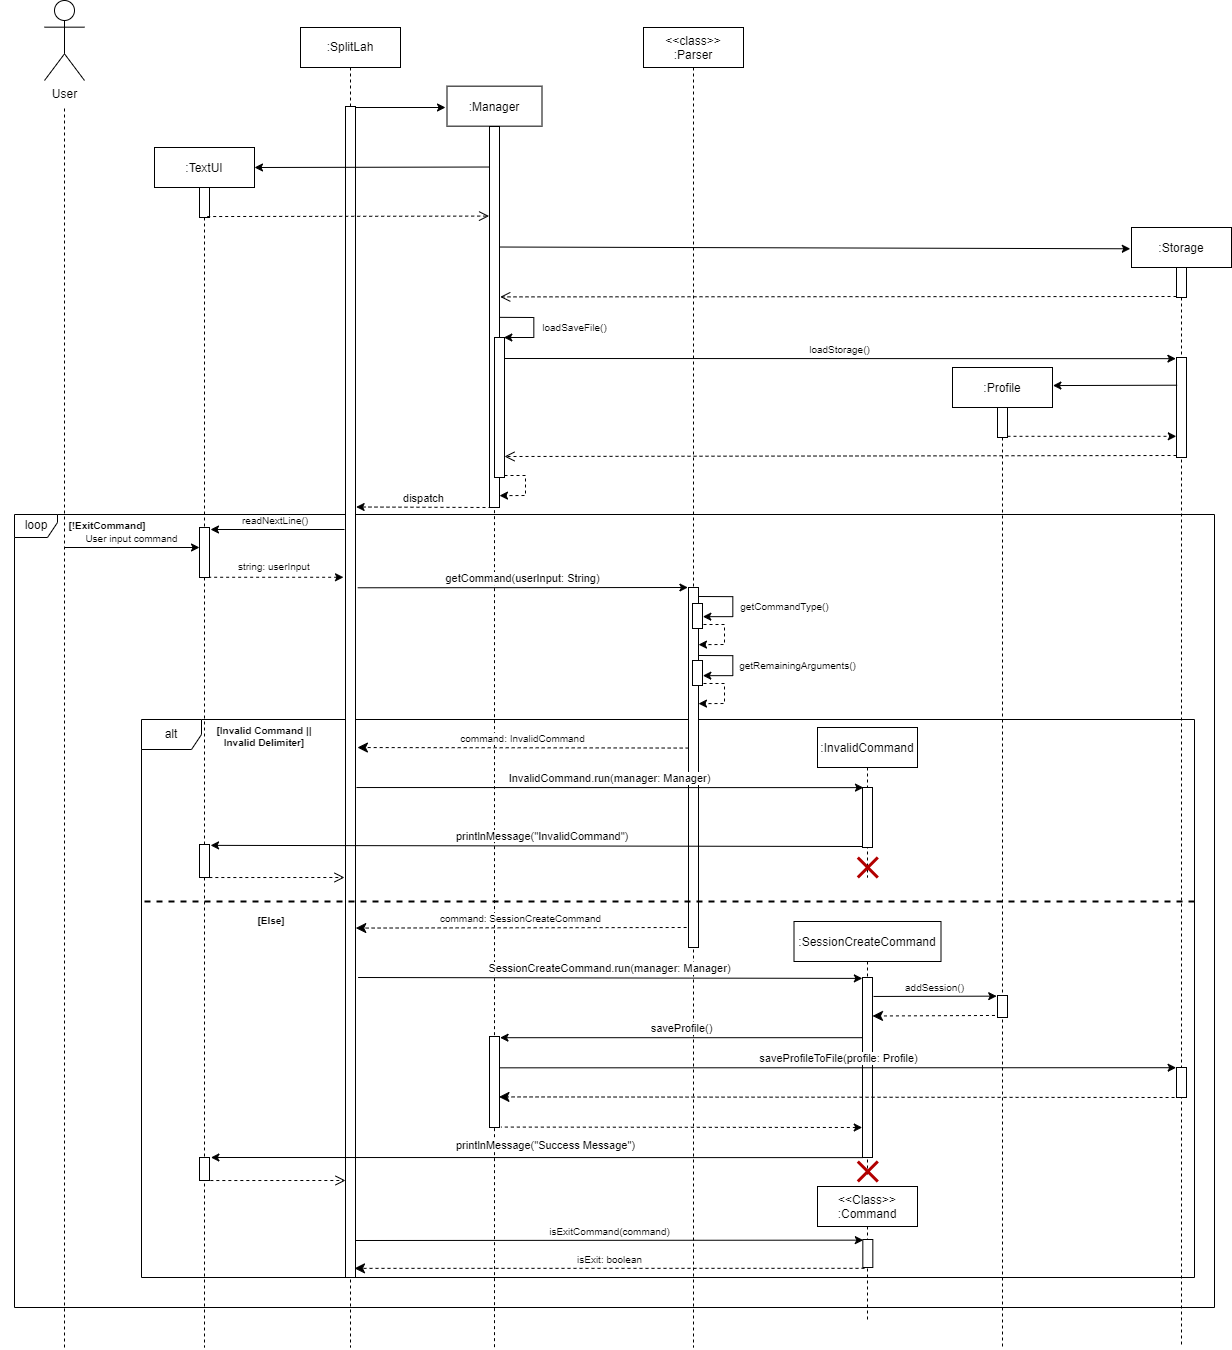 User
:SplitLah
<<class>>
:Parser
:Manager
:TextUI
:Storage
loadSaveFile()
loadStorage()
:Profile
dispatch
loop
[!ExitCommand]
readNextLine()
User input command
string: userInput
getCommand(userInput: String)
getCommandType()
getRemainingArguments()
alt
[Invalid Command ||
Invalid Delimiter]
command: InvalidCommand
:InvalidCommand
InvalidCommand.run(manager: Manager)
printlnMessage("InvalidCommand")
[Else]
command: SessionCreateCommand
:SessionCreateCommand
SessionCreateCommand.run(manager: Manager)
addSession()
saveProfile()
saveProfileToFile(profile: Profile)
printlnMessage("Success Message")
<<Class>>
:Command
isExitCommand(command)
isExit: boolean